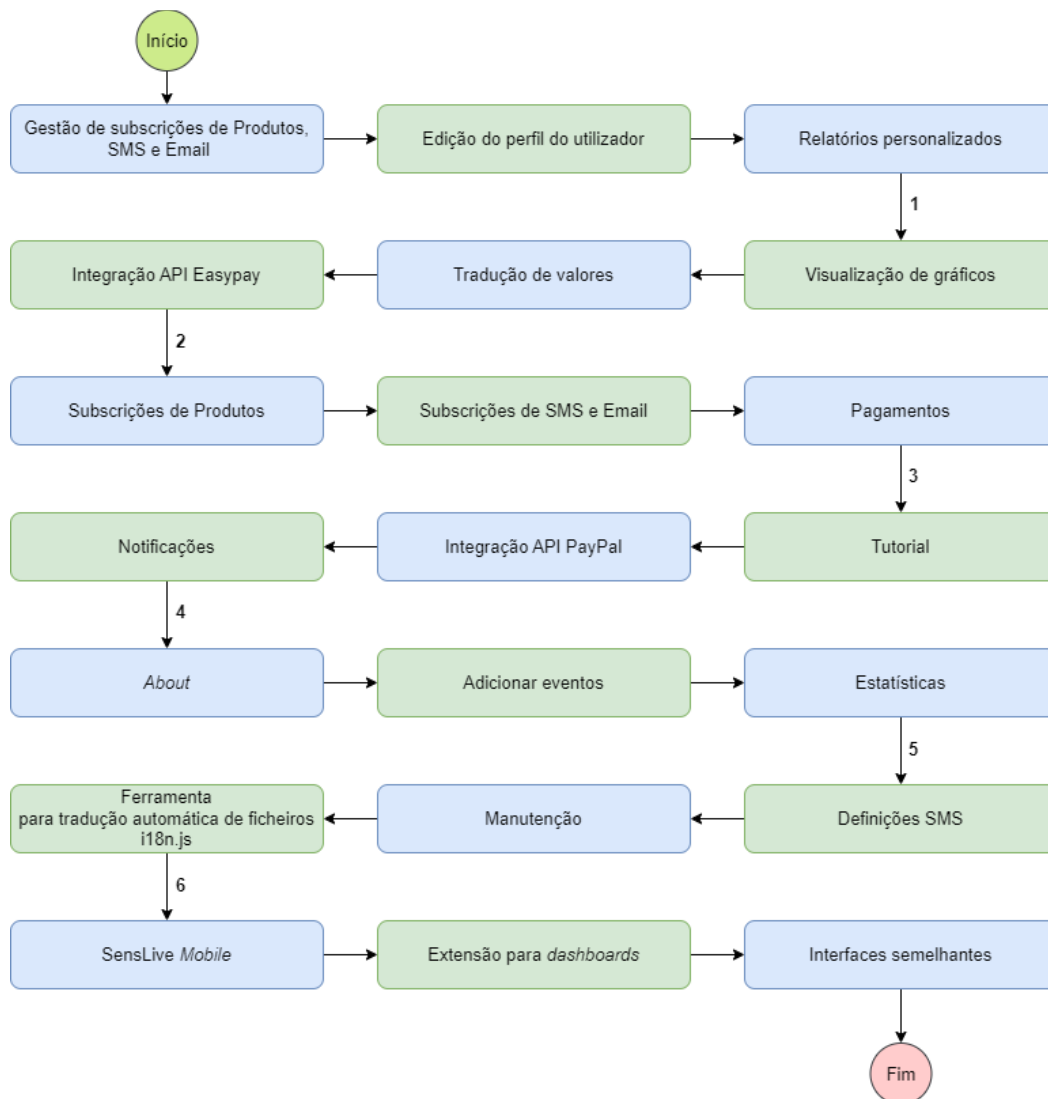 Início
Gestão de subscrições de Produtos,
SMS e Email
Edição do perfil do utilizador
Relatórios personalizados
1
Integração API Easypay
Tradução de valores
Visualização de gráficos
2
Subscrições de Produtos
Subscrições de SMS e Email
Pagamentos
3
Notificações
Integração API PayPal
Tutorial
4
About
Adicionar eventos
Estatísticas
5
Ferramenta
para tradução automática de ficheiros
i18n.js
Manutenção
Definições SMS
6
SensLive Mobile
Extensão para dashboards
Interfaces semelhantes
Fim